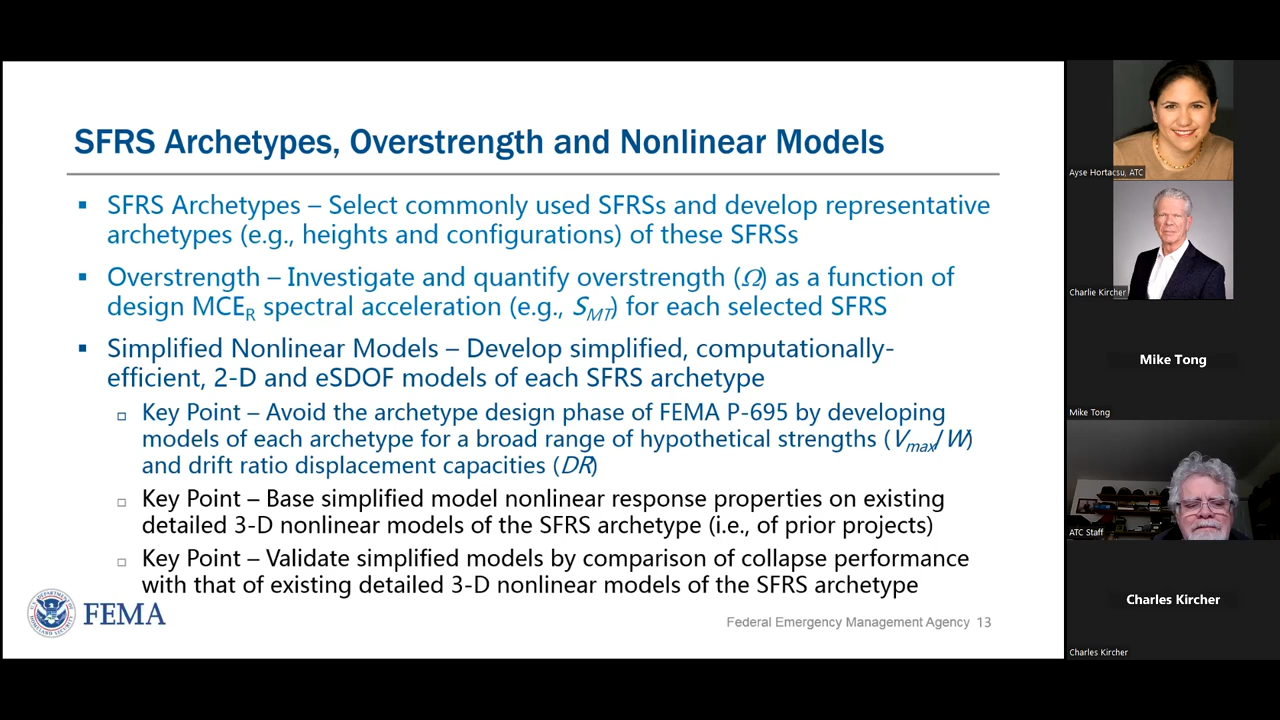 SFRS Archetypes, Overstrength and Nonlinear Models
▪ SFRS Archetypes – Select commonly used SFRSs and develop representative
archetypes (e.g., heights and configurations) of these SFRSs
▪ Overstrength – Investigate and quantify overstrength (Ω) as a function of
design MCER spectral acceleration (e.g., SMT) for each selected SFRS
▪ Simplified Nonlinear Models – Develop simplified, computationally-
efficient, 2-D and eSDOF models of each SFRS archetype
□ Key Point – Avoid the archetype design phase of FEMA P-695 by developing
models of each archetype for a broad range of hypothetical strengths (Vmax/W)
and drift ratio displacement capacities (DR)
□ Key Point – Base simplified model nonlinear response properties on existing
detailed 3-D nonlinear models of the SFRS archetype (i.e., of prior projects)
□ Key Point – Validate simplified models by comparison of collapse performance
with that of existing detailed 3-D nonlinear models of the SFRS archetype
FEMA
Federal Emergency Management Agency 13
Ayse Hortacsu, ATC
Charlie Kircher
Mike Tong
Mike Tong
ATC Staff
Charles Kircher
Charles Kircher